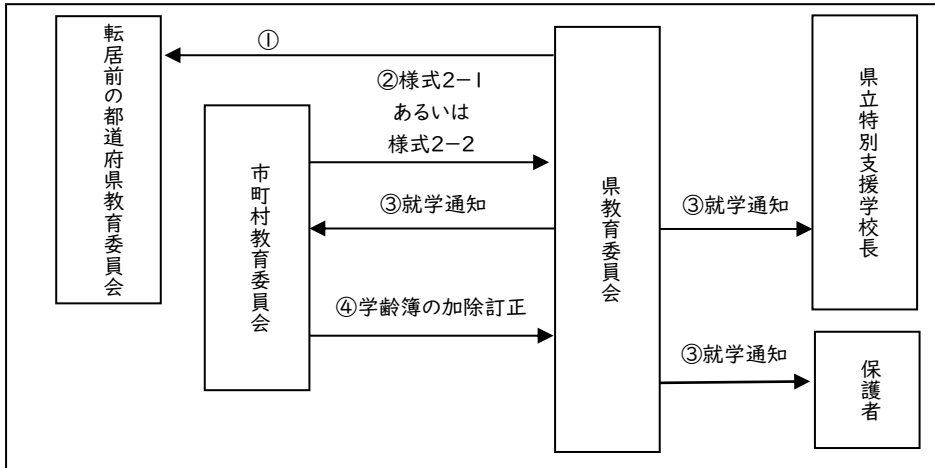 転居前の都道府県教育委員会
①
②様式2-1
あるいは
様式2-2
市町村教育委員会
③就学通知
④学齢簿の加除訂正
県教育委員会
③就学通知
県立特別支援学校長
③就学通知
保護者